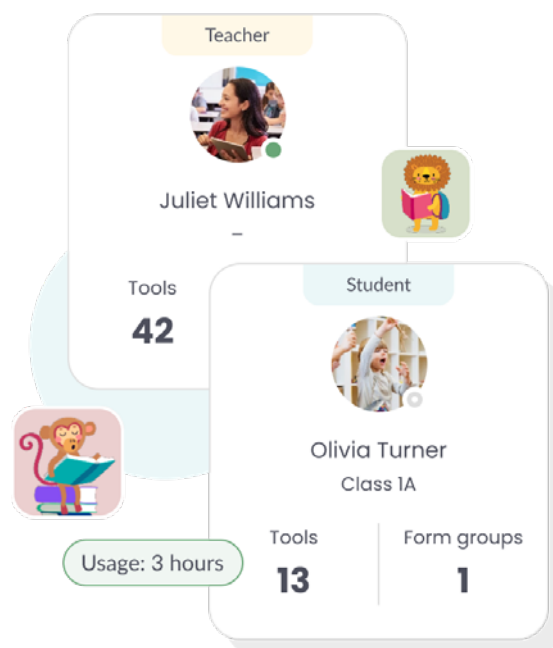 Teacher
Juliet Williams
–
Tools
42
Student
Olivia Turner
Class 1A
Tools
13
Form groups
1
Usage: 3 hours